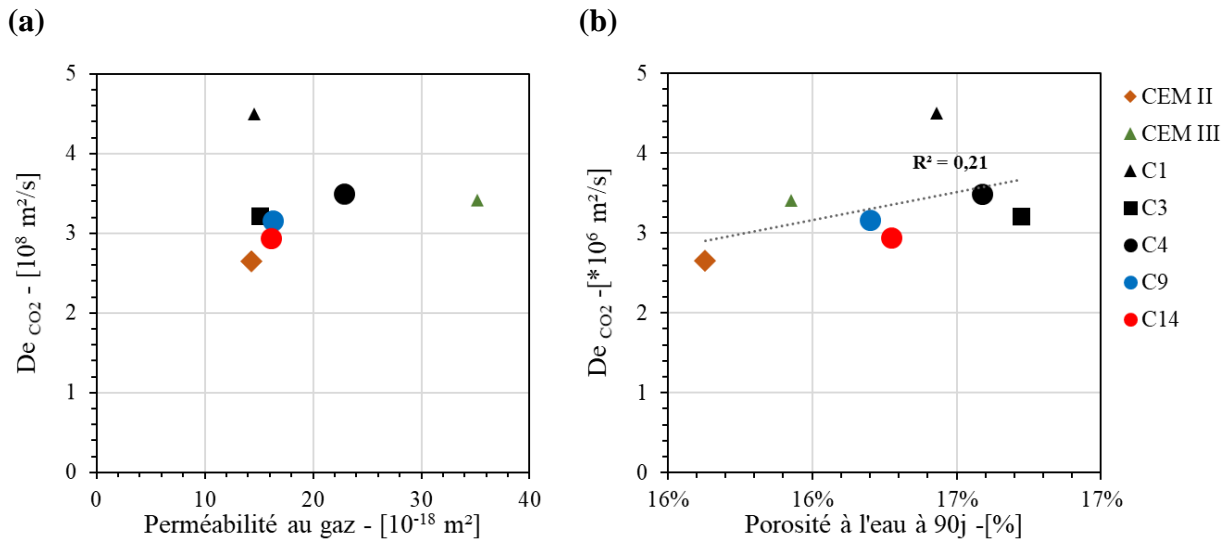 (a)
(b)
5
4
3
2
1
0
0
10
20
30
40
De CO2 - [10⁸ m²/s]
Perméabilité au gaz - [10⁻¹⁸ m²]
5
4
3
2
1
0
16%
16%
17%
17%
De CO2 -[*10⁶ m²/s]
Porosité à l'eau à 90j -[%]
R² = 0,21
CEM II
CEM III
C1
C3
C4
C9
C14